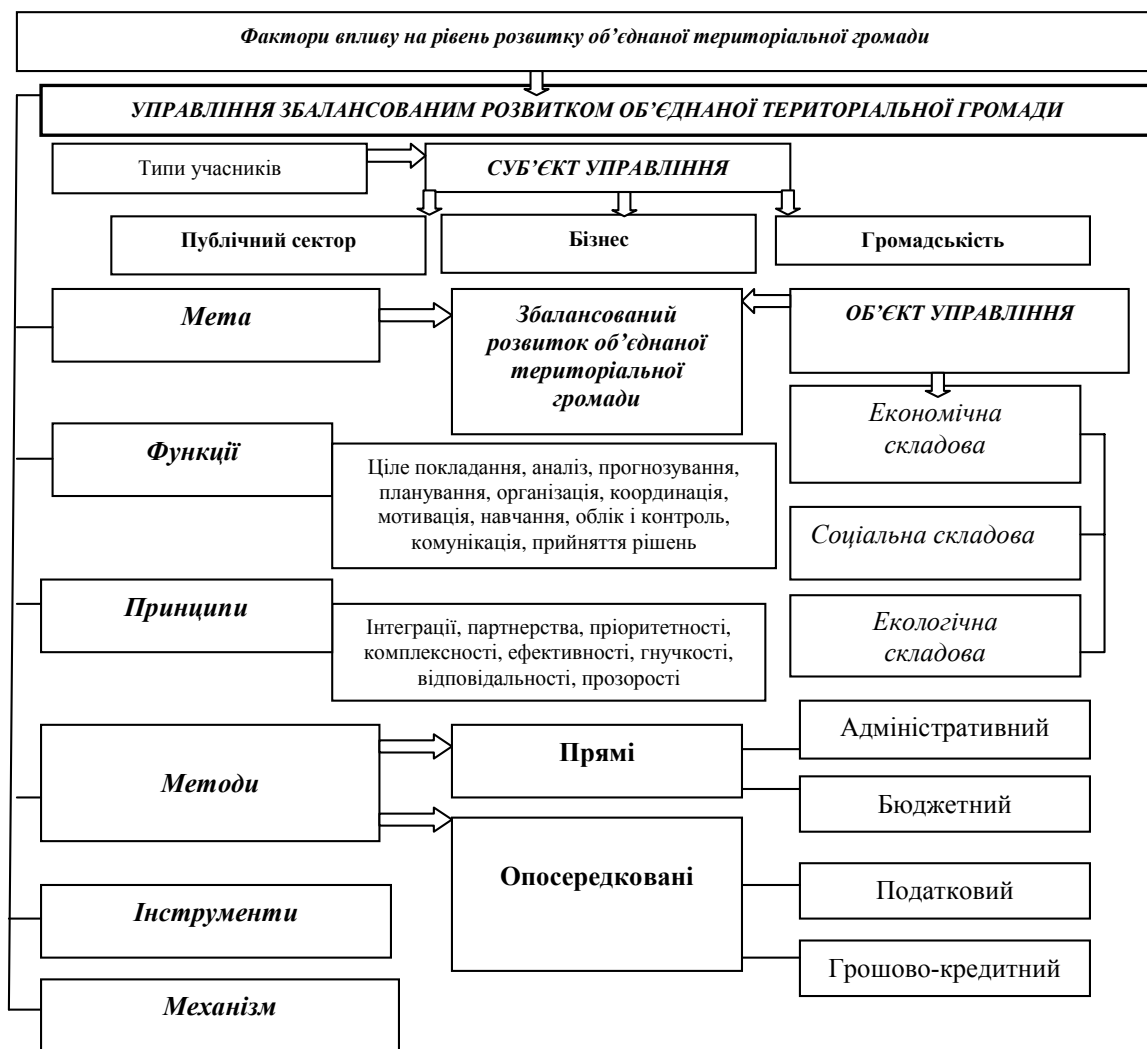 Фактори впливу на рівень розвитку об’єднаної територіальної громади
УПРАВЛІННЯ ЗБАЛАНСОВАНИМ РОЗВИТКОМ ОБ’ЄДНАНОЇ ТЕРИТОРІАЛЬНОЇ ГРОМАДИ
Типи учасників
СУБ’ЄКТ УПРАВЛІННЯ
Публічний сектор
Бізнес
Громадськість
Мета
Збалансований
розвиток об’єднаної
територіальної
громади
ОБ’ЄКТ УПРАВЛІННЯ
Економічна
складова
Соціальна складова
Екологічна
складова
Функції
Ціле покладання, аналіз, прогнозування,
планування, організація, координація,
мотивація, навчання, облік і контроль,
комунікація, прийняття рішень
Принципи
Інтеграції, партнерства, пріоритетності,
комплексності, ефективності, гнучкості,
відповідальності, прозорості
Методи
Прямі
Адміністративний
Бюджетний
Опосередковані
Податковий
Грошово-кредитний
Інструменти
Механізм